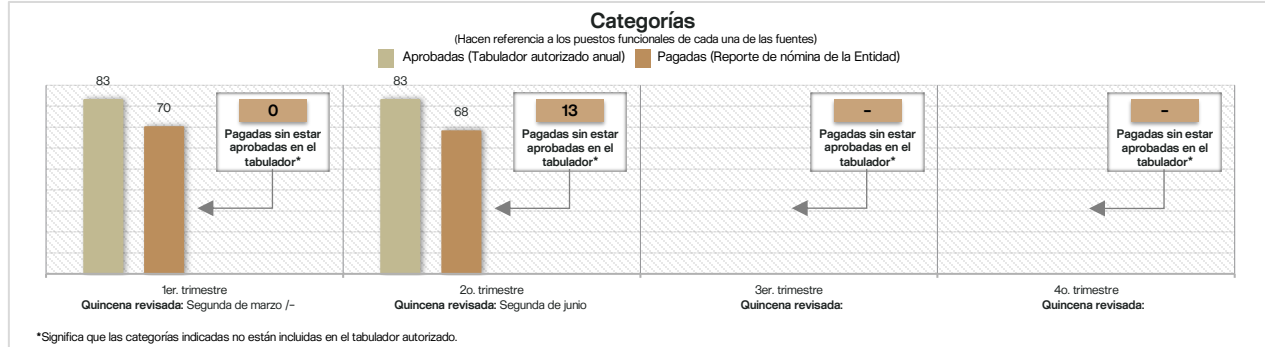 Categorías
(Hacen referencia a los puestos funcionales de cada una de las fuentes)
Aprobadas (Tabulador autorizado anual) Pagadas (Reporte de nómina de la Entidad)
83
70
0
Pagadas sin estar
aprobadas en el
tabulador*
83
68
13
Pagadas sin estar
aprobadas en el
tabulador*
-
Pagadas sin estar
aprobadas en el
tabulador*
-
Pagadas sin estar
aprobadas en el
tabulador*
1er. trimestre
Quincena revisada: Segunda de marzo /-
2o. trimestre
Quincena revisada: Segunda de junio
3er. trimestre
Quincena revisada:
4o. trimestre
Quincena revisada:
*Significa que las categorías indicadas no están incluidas en el tabulador autorizado.